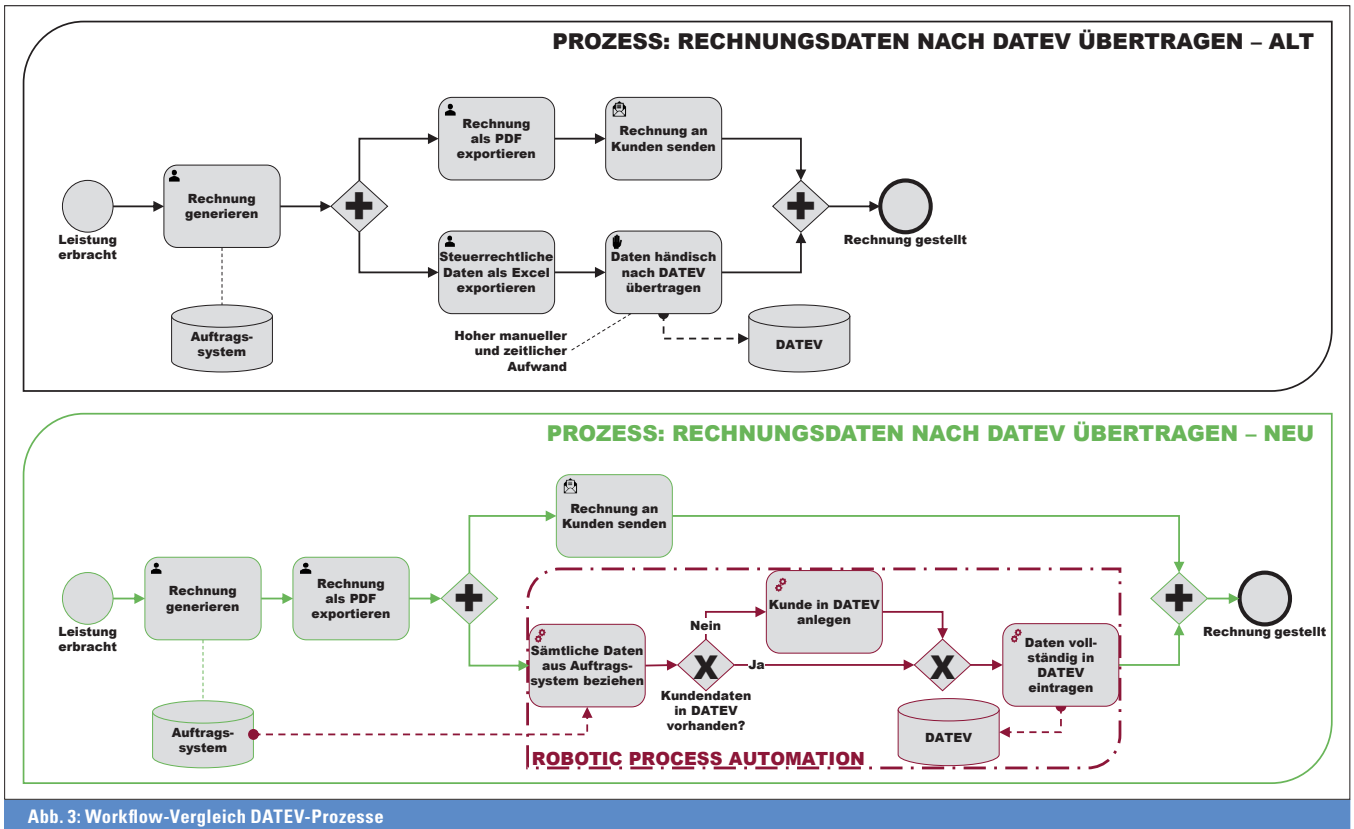 PROZESS: RECHNUNGSDATEN NACH DATEV ÜBERTRAGEN – ALT
Rechnung
als PDF
exportieren
Rechnung an
Kunden senden
Rechnung
generieren
Leistung
erbracht
Rechnung gestellt
Steuerrechtliche
Daten als Excel
exportieren
Daten händisch
nach DATEV
übertragen
Auftrags-
system
Hoher manueller
und zeitlicher
Aufwand
DATEV
PROZESS: RECHNUNGSDATEN NACH DATEV ÜBERTRAGEN – NEU
Rechnung an
Kunden senden
Rechnung
generieren
Rechnung
als PDF
exportieren
Leistung
erbracht
Kunde in DATEV
anlegen
Nein
Rechnung gestellt
Sämtliche Daten
aus Auftrags-
system beziehen
X
Ja
X
Daten voll-
ständig in
DATEV
eintragen
Kundendaten
in DATEV
vorhanden?
Auftrags-
system
DATEV
ROBOTIC PROCESS AUTOMATION
Abb. 3: Workflow-Vergleich DATEV-Prozesse